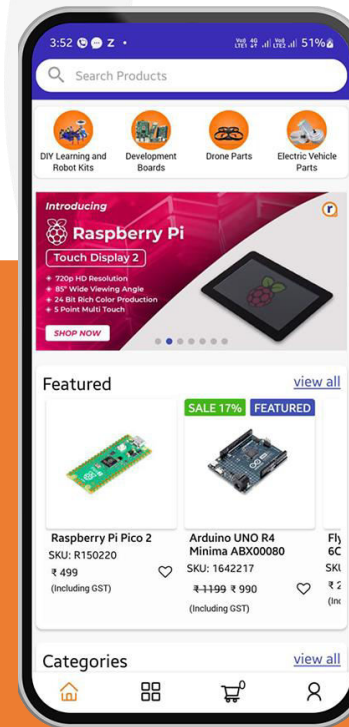 3:52 Z • 51%
Search Products
DIY Learning and
Robot Kits
Development
Boards
Drone Parts
Electric Vehicle
Parts
Introducing
Raspberry Pi
Touch Display 2
+ 720p HD Resolution
+ 85° Wide Viewing Angle
+ 24 Bit Rich Color Production
+ 5 Point Multi Touch
SHOP NOW
Featured view all
SALE 17% FEATURED
Raspberry Pi Pico 2
SKU: R150220
₹ 499
(Including GST)
Arduino UNO R4
Minima ABX00080
SKU: 1642217
₹ 1199 ₹ 990
(Including GST)
Categories view all
0